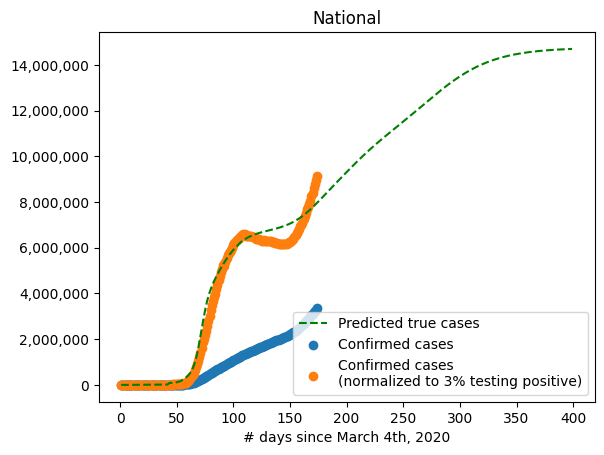 National
14,000,000
12,000,000
10,000,000
8,000,000
6,000,000
4,000,000
2,000,000
0
Predicted true cases
Confirmed cases
Confirmed cases
(normalized to 3% testing positive)
0 50 100 150 200 250 300 350 400
# days since March 4th, 2020